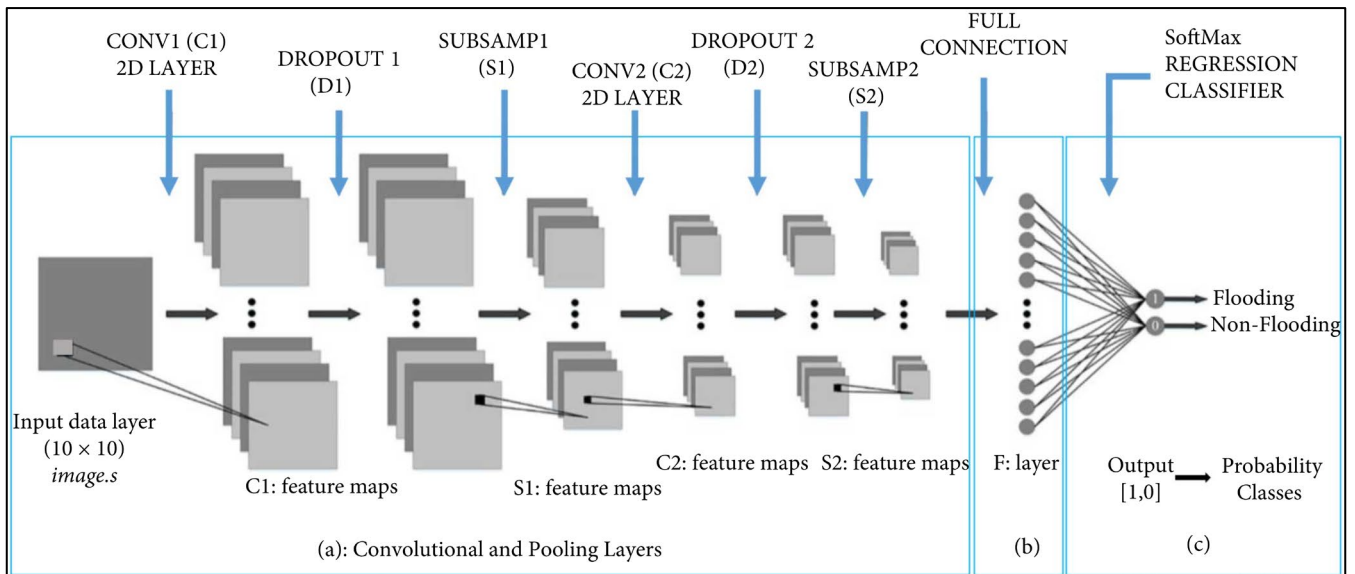 CONV1 (C1)
2D LAYER
DROPOUT 1
(D1)
SUBSAMP1
(S1)
CONV2 (C2)
2D LAYER
DROPOUT 2
(D2)
SUBSAMP2
(S2)
FULL
CONNECTION
SoftMax
REGRESSION
CLASSIFIER
Input data layer
(10 × 10)
image.s
C1: feature maps
S1: feature maps
C2: feature maps
S2: feature maps
F: layer
1
Flooding
0
Non-Flooding
Output
[1,0]
Probability
Classes
(a): Convolutional and Pooling Layers
(b)
(c)